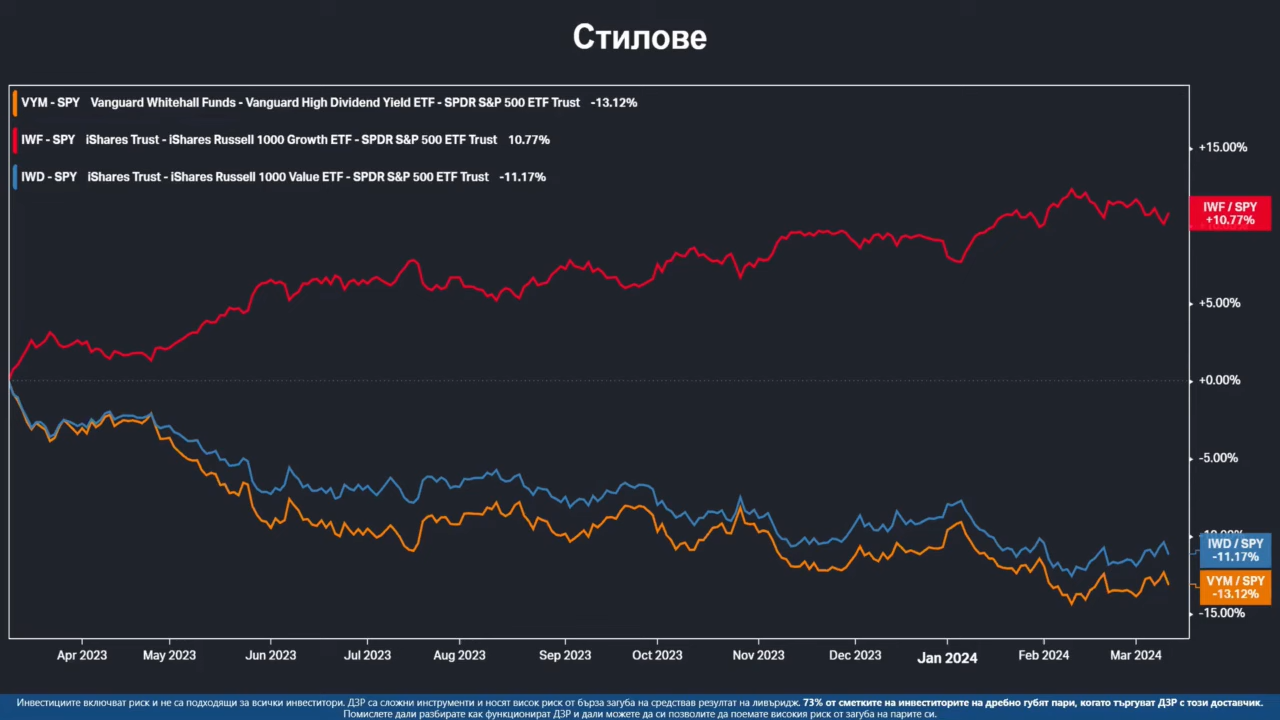 Стилове
VYM - SPY Vanguard Whitehall Funds - Vanguard High Dividend Yield ETF - SPDR S&P 500 ETF Trust -13.12%
IWF - SPY iShares Trust - iShares Russell 1000 Growth ETF - SPDR S&P 500 ETF Trust 10.77%
IWD - SPY iShares Trust - iShares Russell 1000 Value ETF - SPDR S&P 500 ETF Trust -11.17%
+15.00%
IWF / SPY
+10.77%
+5.00%
+0.00%
-5.00%
-10.00%
IWD / SPY
-11.17%
VYM / SPY
-13.12%
-15.00%
Apr 2023 May 2023 Jun 2023 Jul 2023 Aug 2023 Sep 2023 Oct 2023 Nov 2023 Dec 2023 Jan 2024 Feb 2024 Mar 2024
Инвестициите включват риск и не са подходящи за всички инвеститори. ДЗР са сложни инструменти и носят висок риск от бърза загуба на средствав резултат на ливъридж. 73% от сметките на инвеститорите на дребно губят пари, когато търгуват ДЗР с този доставчик.
Помислете дали разбирате как функционират ДЗР и дали можете да си позволите да поемате високия риск от загуба на парите си.